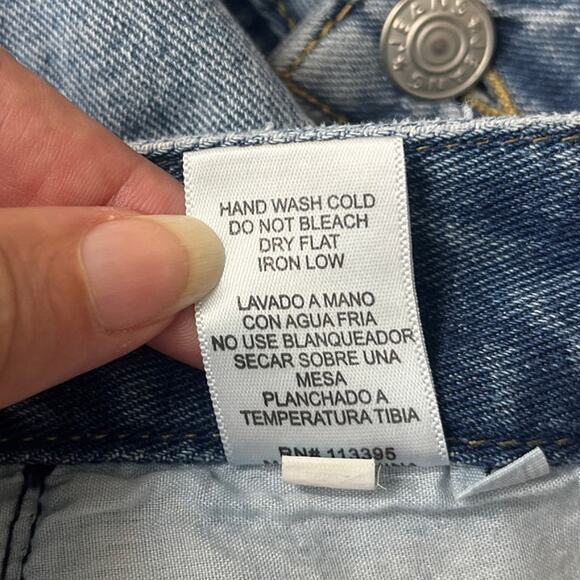 HAND WASH COLD
DO NOT BLEACH
DRY FLAT
IRON LOW
LAVADO A MANO
CON AGUA FRIA
NO USE BLANQUEADOR
SECAR SOBRE UNA
MESA
PLANCHADO A
TEMPERATURA TIBIA
RN# 113395